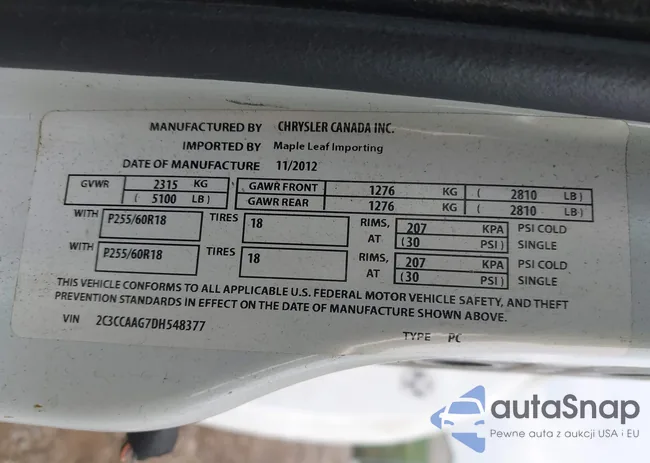 MANUFACTURED BY CHRYSLER CANADA INC.
IMPORTED BY Maple Leaf Importing
DATE OF MANUFACTURE 11/2012
GVWR 2315 KG GAWR FRONT 1276 KG ( 2810 LB)
( 5100 LB) GAWR REAR 1276 KG ( 2810 LB)
WITH P255/60R18 TIRES 18 RIMS, 207 KPA PSI COLD
AT (30 PSI) SINGLE
WITH P255/60R18 TIRES 18 RIMS, 207 KPA PSI COLD
AT (30 PSI) SINGLE
THIS VEHICLE CONFORMS TO ALL APPLICABLE U.S. FEDERAL MOTOR VEHICLE SAFETY, AND THEFT
PREVENTION STANDARDS IN EFFECT ON THE DATE OF MANUFACTURE SHOWN ABOVE.
VIN 2C3CCAAG7DH548377 TYPE PC
autoSnap
Pewne auta z aukcji USA i EU